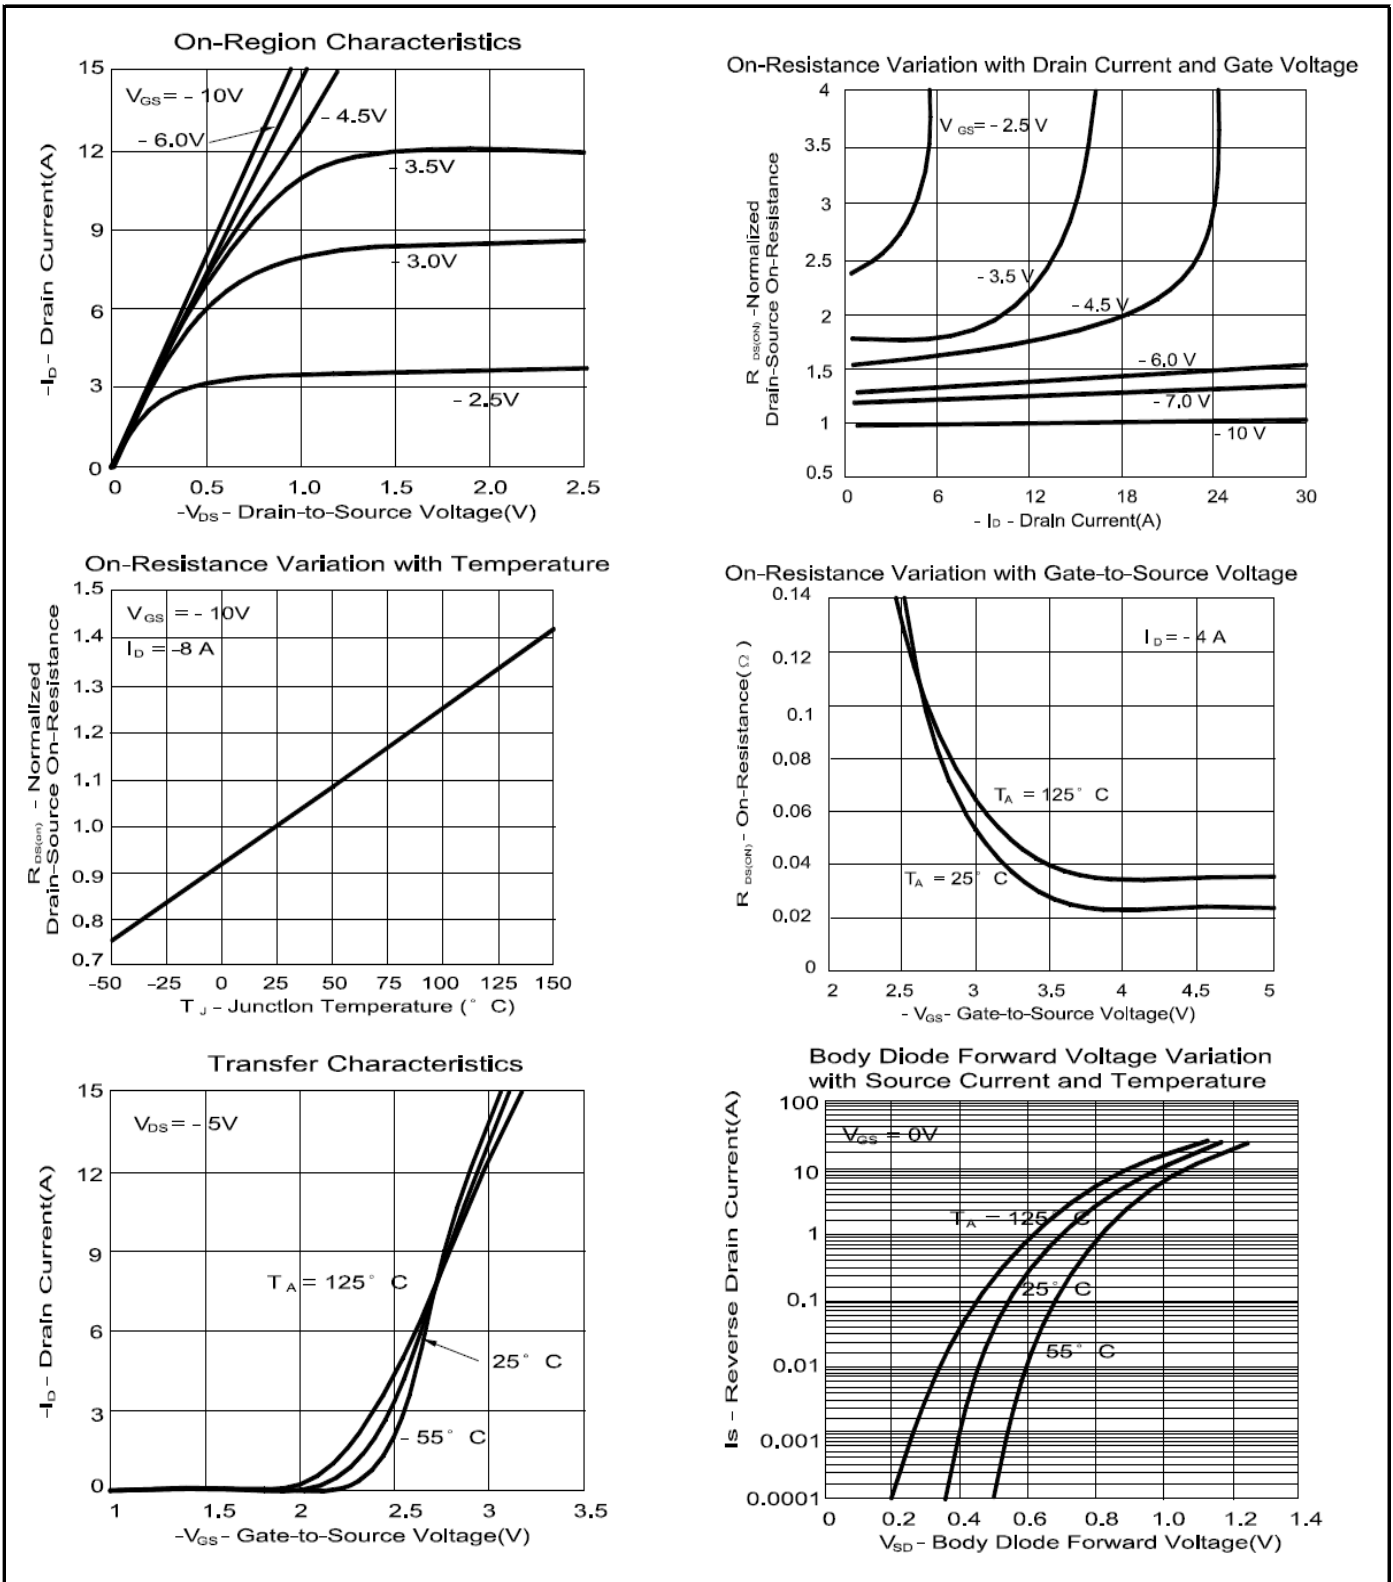 On-Region Characteristics
15
12
9
6
3
0
-ID- Drain Current(A)
VGS= - 10V
- 6.0V
- 4.5V
- 3.5V
- 3.0V
- 2.5V
0 0.5 1.0 1.5 2.0 2.5
-VDS- Drain-to-Source Voltage(V)
On-Resistance Variation with Drain Current and Gate Voltage
4
3.5
3
2.5
2
1.5
1
0.5
R DS(ON) -Normalized
Drain-Source On-Resistance
V GS= - 2.5 V
- 3.5 V
- 4.5 V
- 6.0 V
- 7.0 V
- 10 V
0 6 12 18 24 30
- ID - Drain Current(A)
On-Resistance Variation with Temperature
1.5
1.4
1.3
1.2
1.1
1.0
0.9
0.8
0.7
R DS(on) - Normalized
Drain-Source On-Resistance
VGS = - 10V
ID = -8 A
-50 -25 0 25 50 75 100 125 150
T J - Junction Temperature (° C)
On-Resistance Variation with Gate-to-Source Voltage
0.14
0.12
0.1
0.08
0.06
0.04
0.02
0
R DS(ON) - On-Resistance(Ω)
ID = - 4 A
TA = 125° C
TA = 25° C
2 2.5 3 3.5 4 4.5 5
- VGS- Gate-to-Source Voltage(V)
Transfer Characteristics
15
12
9
6
3
0
-ID- Drain Current(A)
VDS= - 5V
T A= 125° C
25° C
- 55° C
1 1.5 2 2.5 3 3.5
-VGS- Gate-to-Source Voltage(V)
Body Diode Forward Voltage Variation
with Source Current and Temperature
100
10
1
0.1
0.01
0.001
0.0001
Is - Reverse Drain Current(A)
VGS = 0V
TA = 125° C
25° C
55° C
0 0.2 0.4 0.6 0.8 1.0 1.2 1.4
VSD- Body Diode Forward Voltage(V)